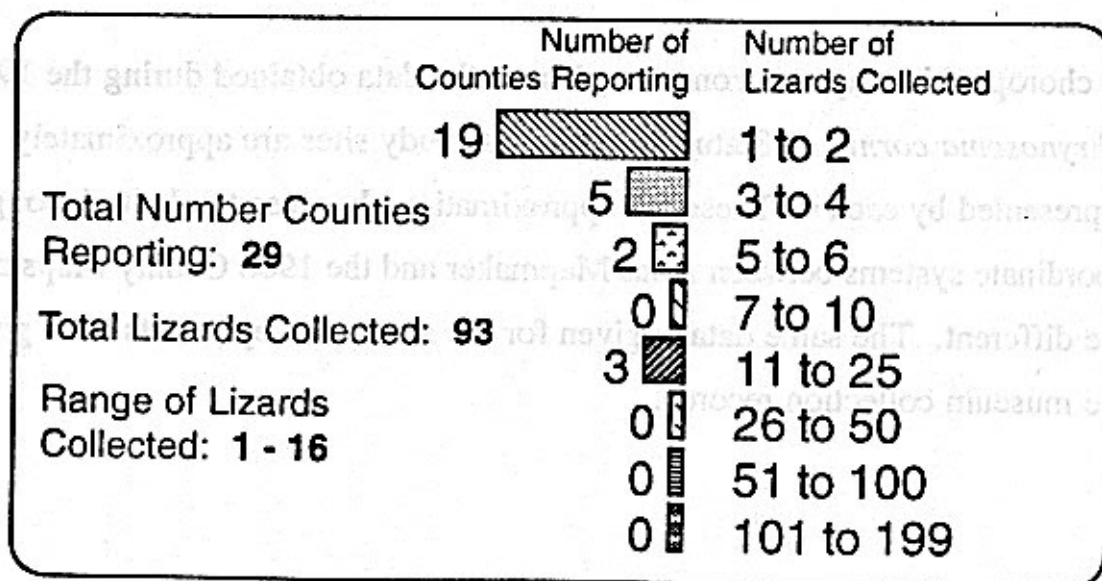 Number of Counties Reporting
Number of Lizards Collected
19 1 to 2
5 3 to 4
2 5 to 6
0 7 to 10
3 11 to 25
0 26 to 50
0 51 to 100
0 101 to 199
Total Number Counties
Reporting: 29
Total Lizards Collected: 93
Range of Lizards
Collected: 1 - 16